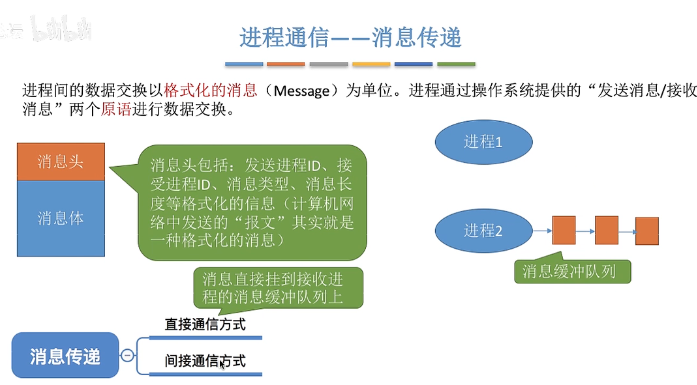 进程通信——消息传递
进程间的数据交换以格式化的消息（Message）为单位。进程通过操作系统提供的“发送消息/接收
消息”两个原语进行数据交换。
消息头
消息体
消息头包括：发送进程ID、接
受进程ID、消息类型、消息长
度等格式化的信息（计算机网
络中发送的“报文”其实就是
一种格式化的消息）
进程1
进程2
消息缓冲队列
消息直接挂到接收进
程的消息缓冲队列上
消息传递
直接通信方式
间接通信方式